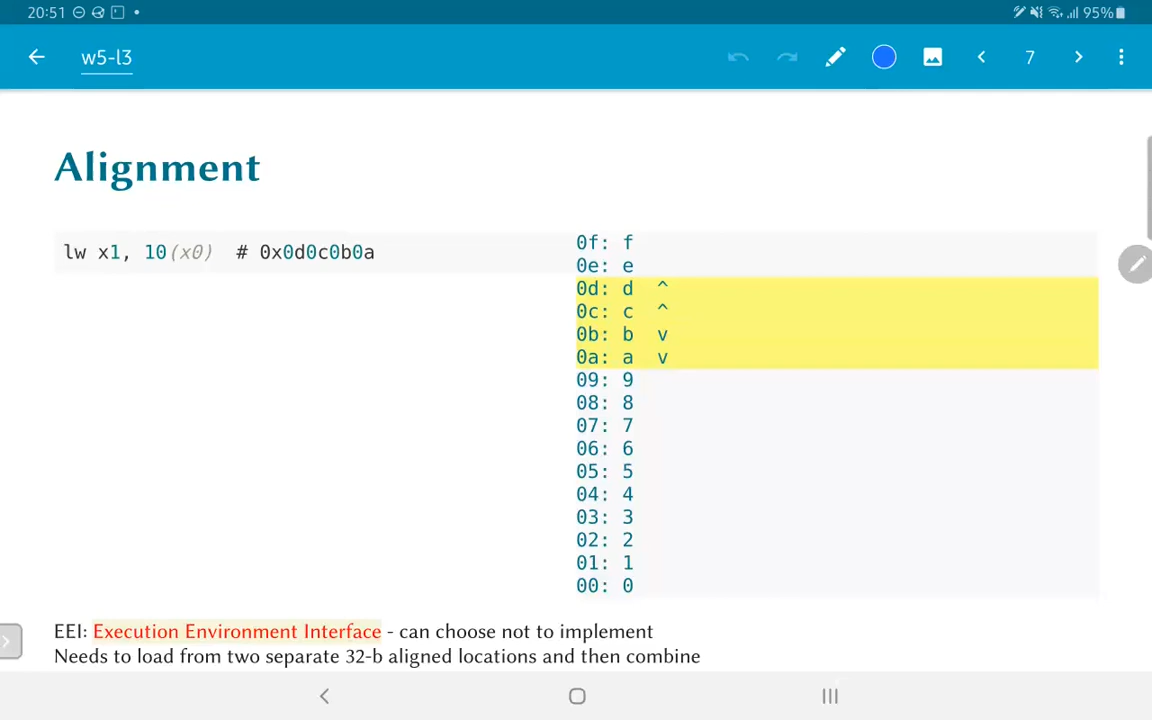 20:51 95%
w5-l3 7
Alignment
lw x1, 10(x0) # 0x0d0c0b0a
0f: f
0e: e
0d: d ^
0c: c ^
0b: b v
0a: a v
09: 9
08: 8
07: 7
06: 6
05: 5
04: 4
03: 3
02: 2
01: 1
00: 0
EEI: Execution Environment Interface - can choose not to implement
Needs to load from two separate 32-b aligned locations and then combine